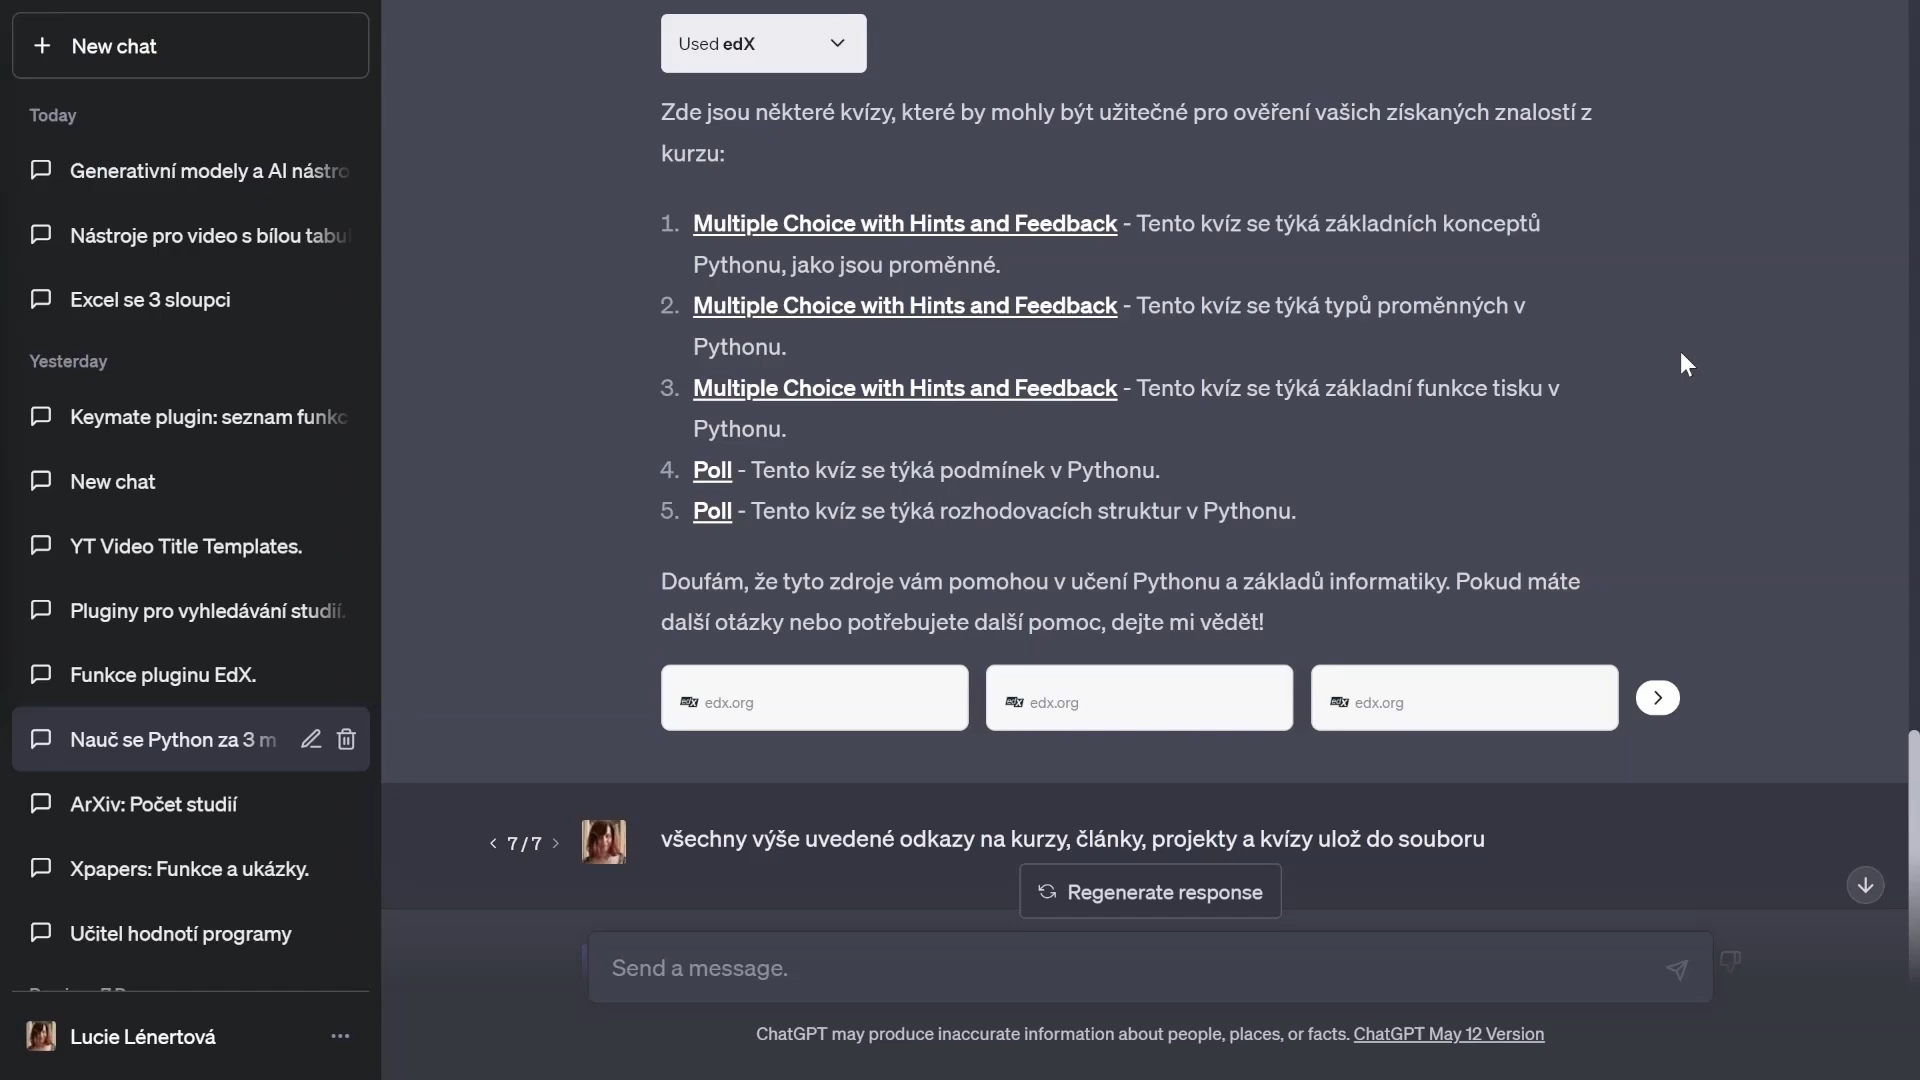 New chat
Today
Generativní modely a AI nástro
Nástroje pro video s bílou tabul
Excel se 3 sloupci
Yesterday
Keymate plugin: seznam funkc
New chat
YT Video Title Templates.
Pluginy pro vyhledávání studií.
Funkce pluginu EdX.
Nauč se Python za 3 m
ArXiv: Počet studií
Xpapers: Funkce a ukázky.
Učitel hodnotí programy
Lucie Lénertová
Used edX
Zde jsou některé kvízy, které by mohly být užitečné pro ověření vašich získaných znalostí z
kurzu:
1. Multiple Choice with Hints and Feedback - Tento kvíz se týká základních konceptů
Pythonu, jako jsou proměnné.
2. Multiple Choice with Hints and Feedback - Tento kvíz se týká typů proměnných v
Pythonu.
3. Multiple Choice with Hints and Feedback - Tento kvíz se týká základní funkce tisku v
Pythonu.
4. Poll - Tento kvíz se týká podmínek v Pythonu.
5. Poll - Tento kvíz se týká rozhodovacích struktur v Pythonu.
Doufám, že tyto zdroje vám pomohou v učení Pythonu a základů informatiky. Pokud máte
další otázky nebo potřebujete další pomoc, dejte mi vědět!
edX edx.org
edX edx.org
edX edx.org
< 7 / 7 >
všechny výše uvedené odkazy na kurzy, články, projekty a kvízy ulož do souboru
Regenerate response
Send a message.
ChatGPT may produce inaccurate information about people, places, or facts. ChatGPT May 12 Version